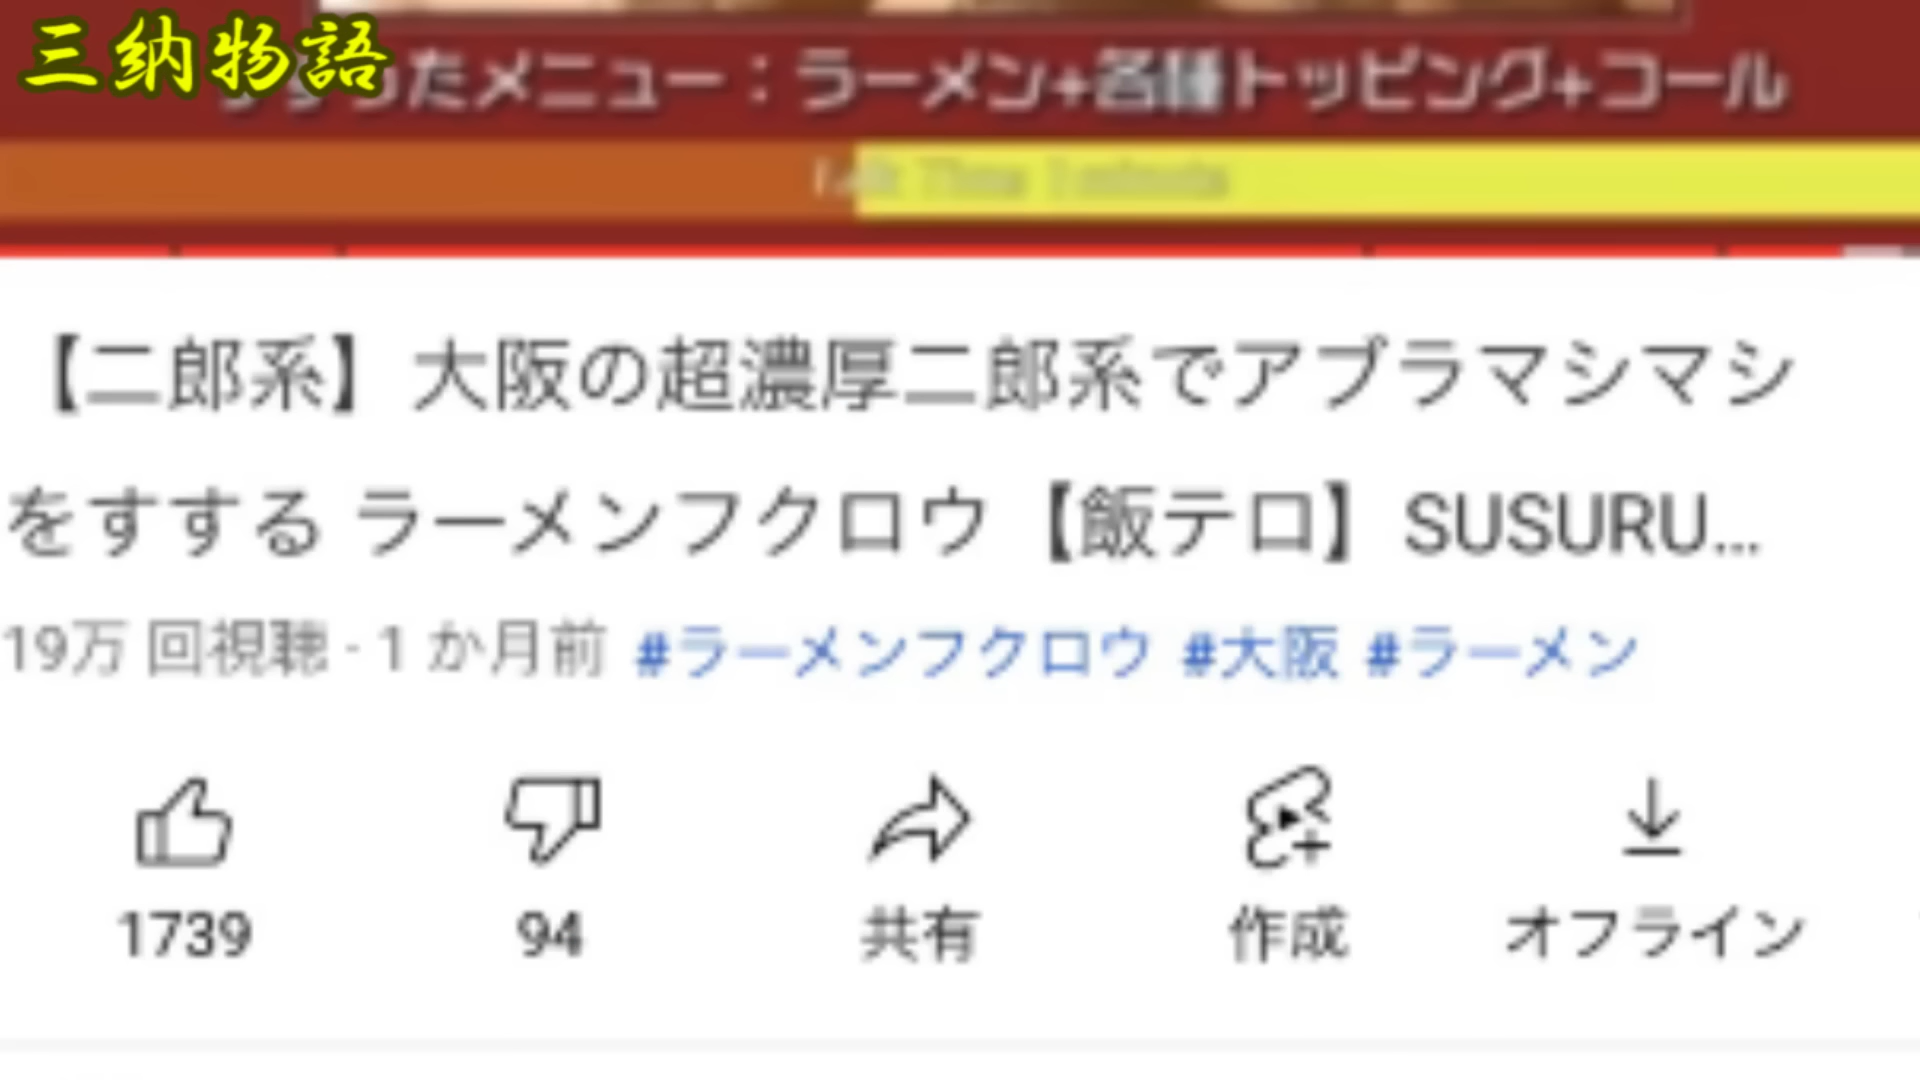 三納物語
たメニュー：ラーメン+各種トッピング+コール
Left Time 1minute
【二郎系】大阪の超濃厚二郎系でアブラマシマシ
をすする ラーメンフクロウ【飯テロ】SUSURU...
19万 回視聴・1 か月前 #ラーメンフクロウ #大阪 #ラーメン
1739
94
共有
作成
オフライン